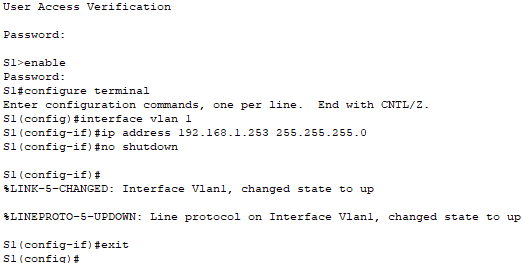 User Access Verification
Password:
S1>enable
Password:
S1#configure terminal
Enter configuration commands, one per line.  End with CNTL/Z.
S1(config)#interface vlan 1
S1(config-if)#ip address 192.168.1.253 255.255.255.0
S1(config-if)#no shutdown
S1(config-if)#
%LINK-5-CHANGED: Interface Vlan1, changed state to up
%LINEPROTO-5-UPDOWN: Line protocol on Interface Vlan1, changed state to up
S1(config-if)#exit
S1(config)#